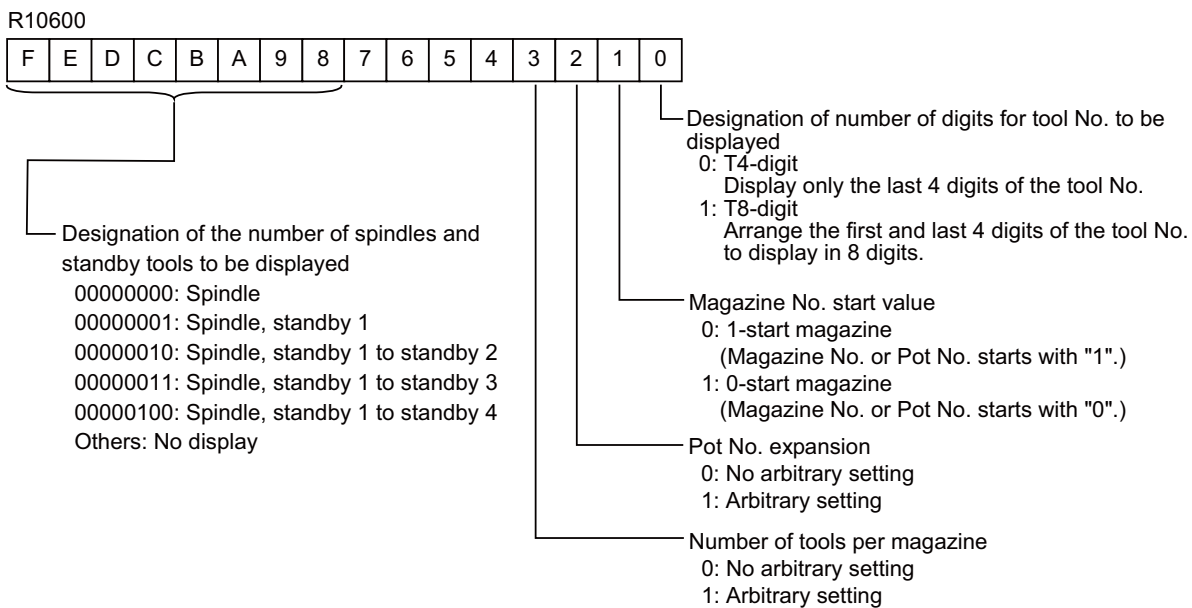 R10600
F E D C B A 9 8 7 6 5 4 3 2 1 0
Designation of number of digits for tool No. to be
displayed
0: T4-digit
Display only the last 4 digits of the tool No.
1: T8-digit
Arrange the first and last 4 digits of the tool No.
to display in 8 digits.
Designation of the number of spindles and
standby tools to be displayed
00000000: Spindle
00000001: Spindle, standby 1
00000010: Spindle, standby 1 to standby 2
00000011: Spindle, standby 1 to standby 3
00000100: Spindle, standby 1 to standby 4
Others: No display
Magazine No. start value
0: 1-start magazine
(Magazine No. or Pot No. starts with "1".)
1: 0-start magazine
(Magazine No. or Pot No. starts with "0".)
Pot No. expansion
0: No arbitrary setting
1: Arbitrary setting
Number of tools per magazine
0: No arbitrary setting
1: Arbitrary setting